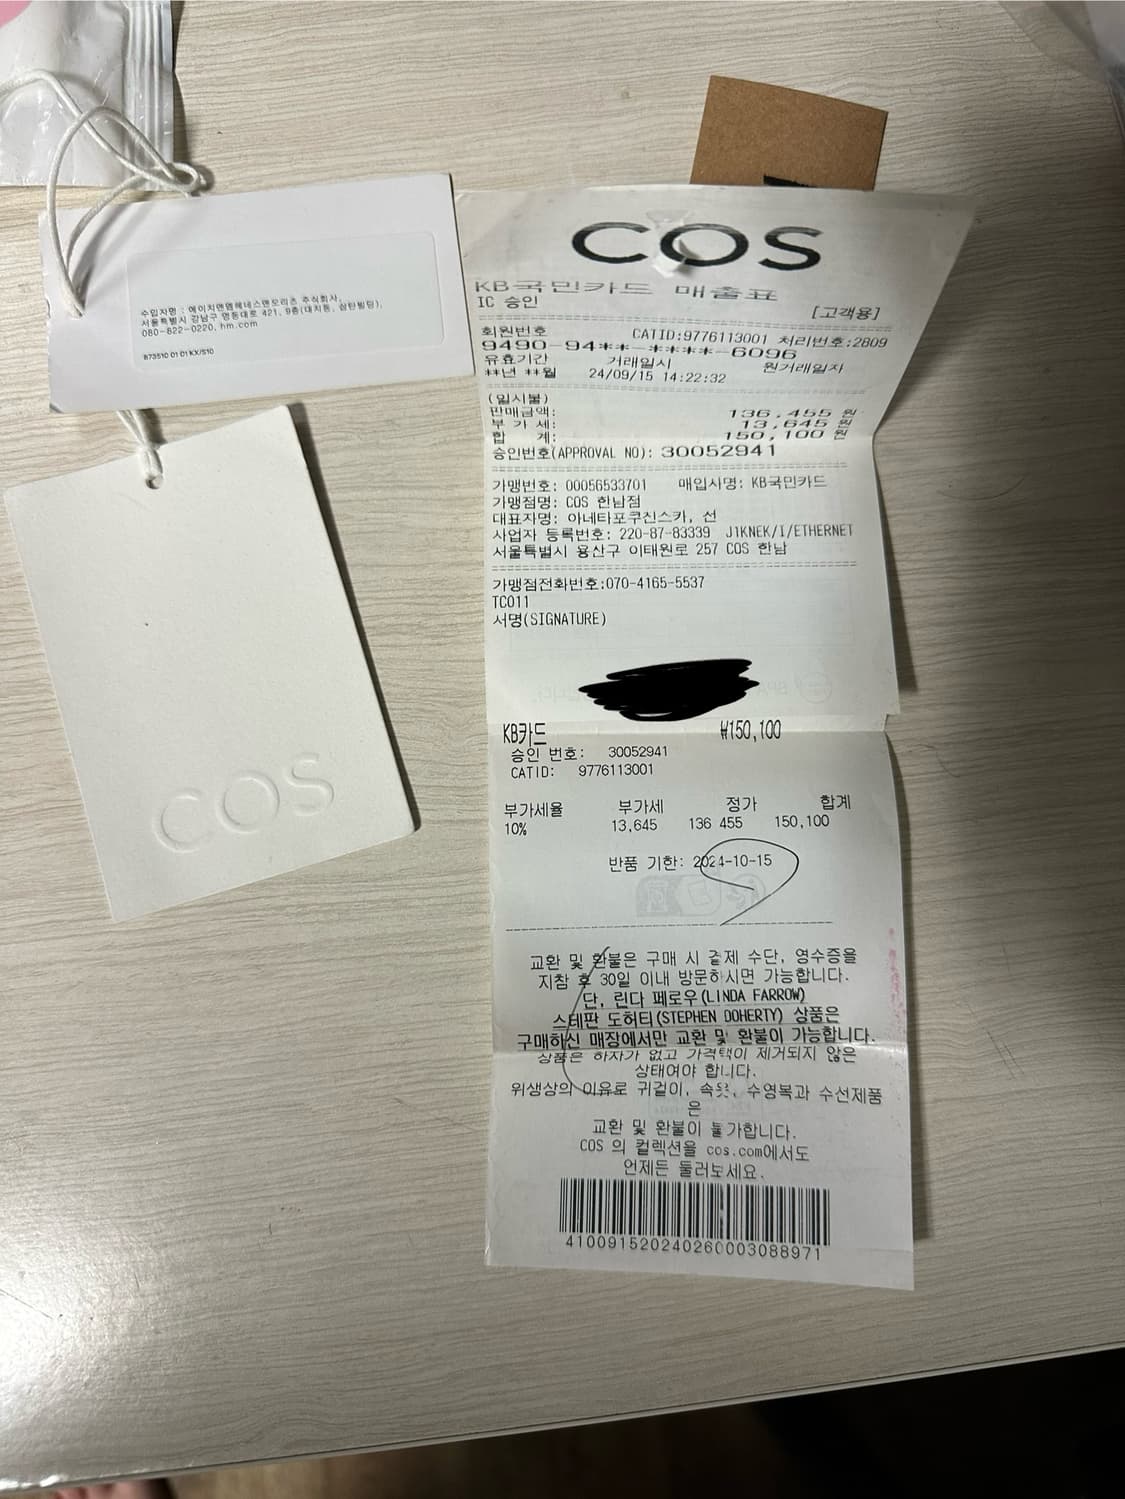 수입자명 : 에이치앤엠헤네스앤모리츠 주식회사,
서울특별시 강남구 영동대로 421, 9층(대치동, 삼탄빌딩),
080-822-0220, hm.com
873510 01 01 KX/S10
COS
COS
KB국민카드 매출표
IC 승인
[고객용]
회원번호 CATID:9776113001 처리번호:2809
9490-94**-****-6096
유효기간 거래일시 원거래일자
**년 **월 24/09/15 14:22:32
(일시불)
판매금액: 136,455 원
부 가 세: 13,645 원
합 계: 150,100 원
승인번호(APPROVAL NO): 30052941
가맹번호: 00056533701 매입사명: KB국민카드
가맹점명: COS 한남점
대표자명: 아네타포쿠진스카, 선
사업자 등록번호: 220-87-83339 J1KNEK/I/ETHERNET
서울특별시 용산구 이태원로 257 COS 한남
가맹점전화번호:070-4165-5537
TC011
서명(SIGNATURE)
KB카드 ₩150,100
승인 번호: 30052941
CATID: 9776113001
부가세율 부가세 정가 합계
10% 13,645 136 455 150,100
반품 기한: 2024-10-15
교환 및 환불은 구매 시 결제 수단, 영수증을
지참 후 30일 이내 방문하시면 가능합니다.
단, 린다 페로우(LINDA FARROW)
스테판 도허티(STEPHEN DOHERTY) 상품은
구매하신 매장에서만 교환 및 환불이 가능합니다.
상품은 하자가 없고 가격택이 제거되지 않은
상태여야 합니다.
위생상의 이유로 귀걸이, 속옷, 수영복과 수선제품
은
교환 및 환불이 불가합니다.
COS 의 컬렉션을 cos.com에서도
언제든 둘러보세요.
4100915202402600030889​71